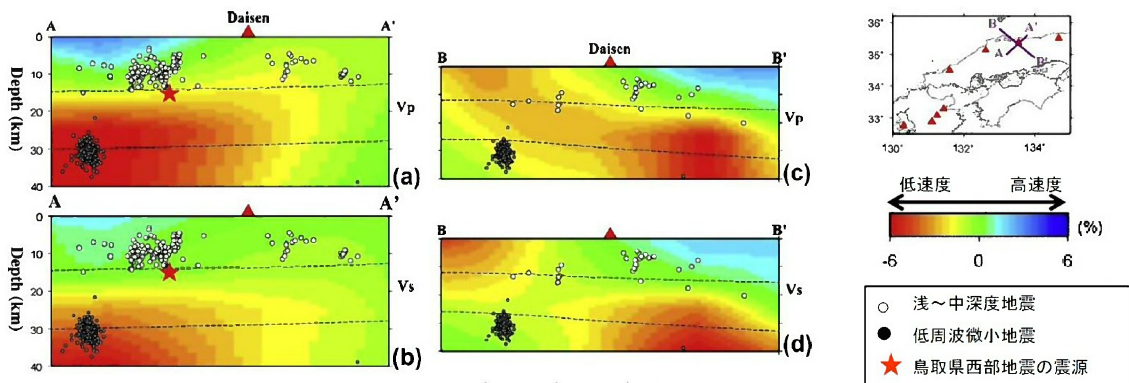 A Daisen A'
0
10
20
30
40
Depth (km)
Vp
(a)
A A'
0
10
20
30
40
Depth (km)
Vs
(b)
B Daisen B'
Vp
(c)
B B'
Vs
(d)
36°
35°
34°
33°
130° 132° 134°
B A'
A B'
低速度 高速度
(%)
-6 0 6
浅～中深度地震
低周波微小地震
鳥取県西部地震の震源